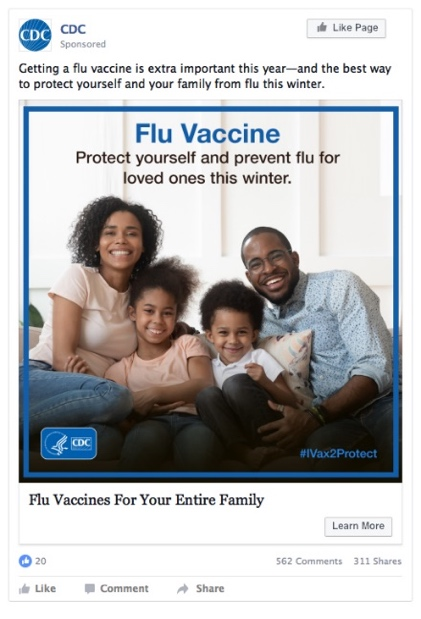 CDC
CDC
Sponsored
Like Page
Getting a flu vaccine is extra important this year—and the best way
to protect yourself and your family from flu this winter.
Flu Vaccine
Protect yourself and prevent flu for
loved ones this winter.
CDC
#IVax2Protect
Flu Vaccines For Your Entire Family
Learn More
20
562 Comments 311 Shares
Like Comment Share